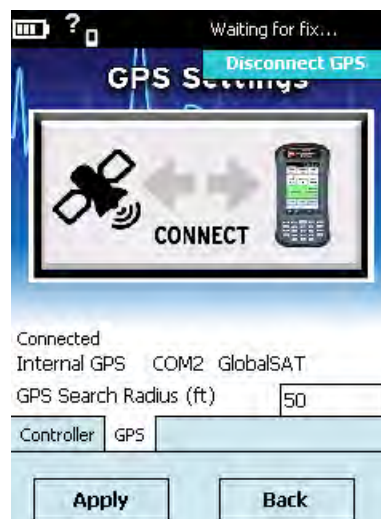 ?
Waiting for fix...
Disconnect GPS
GPS Settings
CONNECT
Connected
Internal GPS COM2 GlobalSAT
GPS Search Radius (ft) 50
Controller GPS
Apply Back